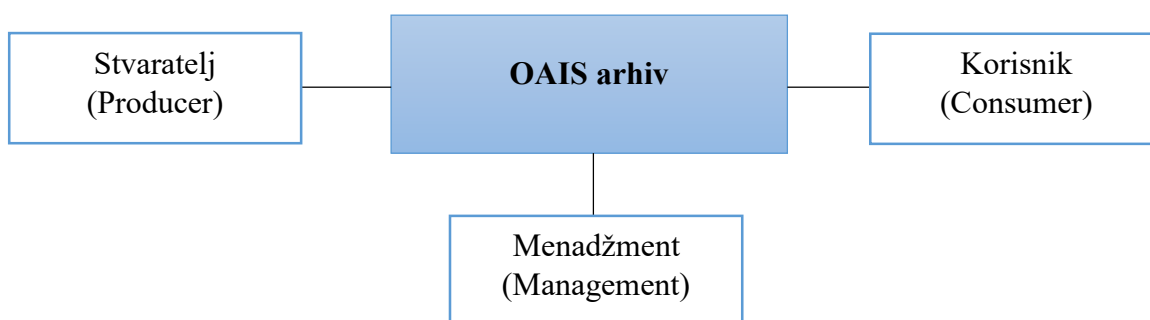 Stvaratelj
(Producer)
OAIS arhiv
Korisnik
(Consumer)
Menadžment
(Management)